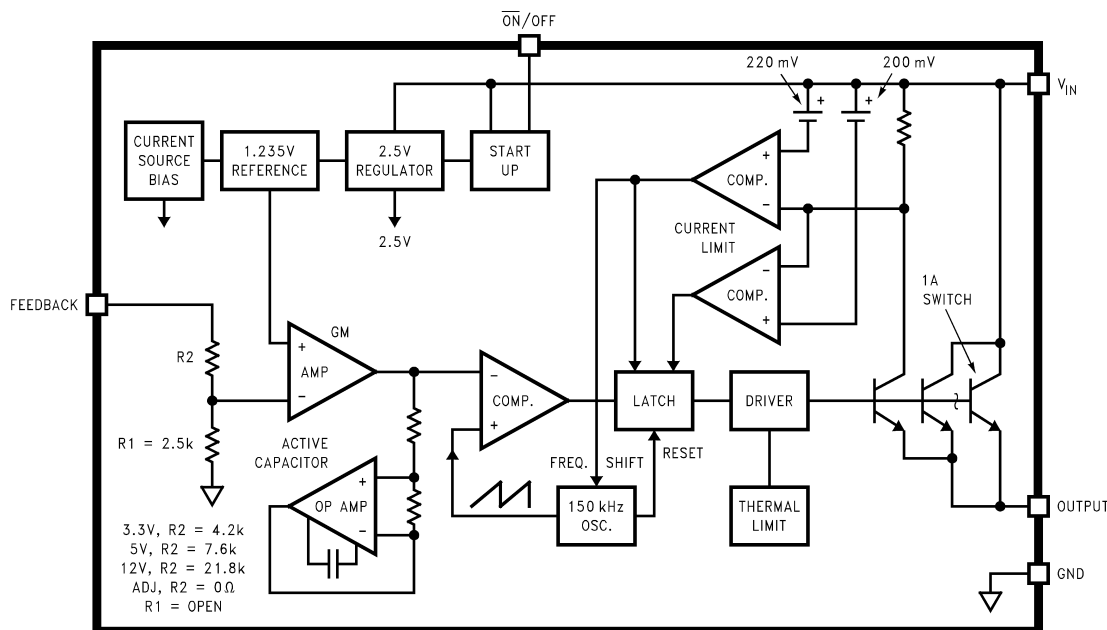 ON/OFF
220 mV
200 mV
+
+
VIN
CURRENT
SOURCE
BIAS
1.235V
REFERENCE
2.5V
REGULATOR
START
UP
+
COMP.
−
2.5V
CURRENT
LIMIT
−
COMP.
+
1A
SWITCH
FEEDBACK
GM
R2
+
AMP
−
−
COMP.
+
LATCH
DRIVER
R1 = 2.5k
ACTIVE
CAPACITOR
FREQ. SHIFT
RESET
+
OP AMP
−
150 kHz
OSC.
THERMAL
LIMIT
OUTPUT
3.3V, R2 = 4.2k
5V, R2 = 7.6k
12V, R2 = 21.8k
ADJ, R2 = 0Ω
R1 = OPEN
GND